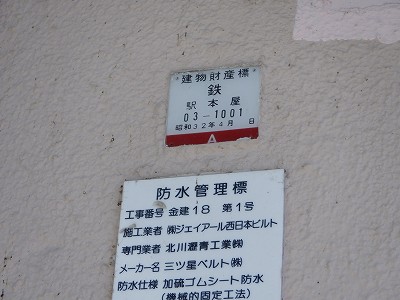 建物財産標
鉄
駅本屋
03-1001
昭和32年4月 日
A
防水管理標
工事番号 金建18 第1号
施工業者 ㈱ジェイアール西日本ビルト
専門業者 北川瀝青工業㈱
メーカー名 三ツ星ベルト㈱
防水仕様 加硫ゴムシート防水
(機械的固定工法)